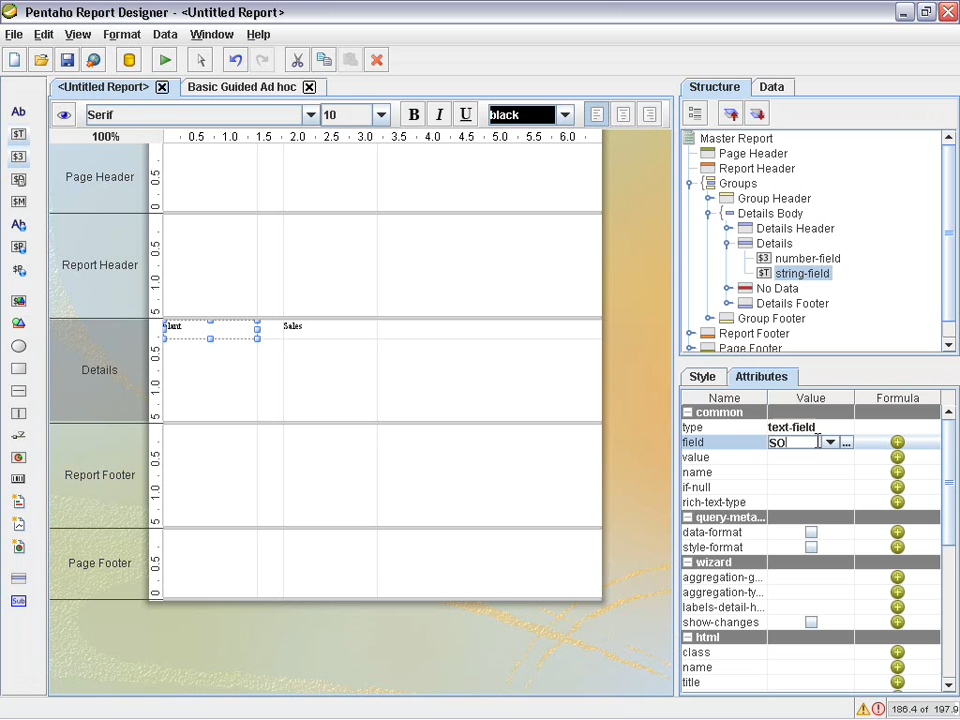 Pentaho Report Designer - <Untitled Report>
File Edit View Format Data Window Help
<Untitled Report> Basic Guided Ad hoc
Serif 10 B I U black
100% 0.5 1.0 1.5 2.0 2.5 3.0 3.5 4.0 4.5 5.0 5.5 6.0
Page Header
Report Header
Sales
Details
Report Footer
Page Footer
Structure Data
Master Report
Page Header
Report Header
Groups
Group Header
Details Body
Details Header
Details
number-field
string-field
No Data
Details Footer
Group Footer
Report Footer
Page Footer
Style Attributes
Name Value Formula
common
type text-field
field SO
value
name
if-null
rich-text-type
query-meta...
data-format
style-format
wizard
aggregation-g...
aggregation-ty...
labels-detail-h...
show-changes
html
class
name
title
186.4 of 197.9